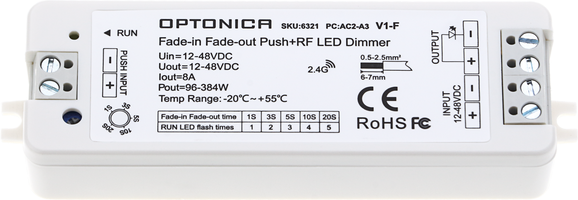 OPTONICA SKU:6321 PC:AC2-A3 V1-F
Fade-in Fade-out Push+RF LED Dimmer
Uin=12-48VDC
Uout=12-48VDC
Iout=8A
Pout=96-384W
Temp Range:-20℃~+55℃
Fade-in Fade-out time 1S 3S 5S 10S 20S
RUN LED flash times 1 2 3 4 5
◄ RUN
PUSH INPUT
− +
1S 3S 5S 10S 20S
2.4G
0.5-2.5mm²
6-7mm
CE
RoHS FC
OUTPUT
− +
INPUT
12-48VDC
− +